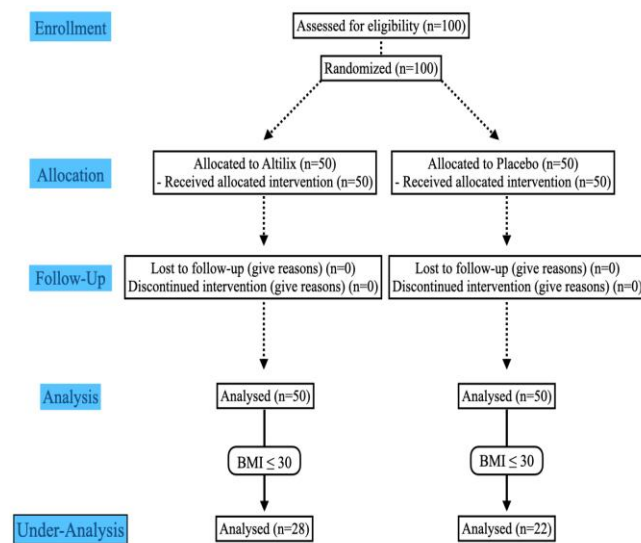 Enrollment
Assessed for eligibility (n=100)
Randomized (n=100)
Allocation
Allocated to Altilix (n=50)
- Received allocated intervention (n=50)
Allocated to Placebo (n=50)
- Received allocated intervention (n=50)
Follow-Up
Lost to follow-up (give reasons) (n=0)
Discontinued intervention (give reasons) (n=0)
Lost to follow-up (give reasons) (n=0)
Discontinued intervention (give reasons) (n=0)
Analysis
Analysed (n=50)
Analysed (n=50)
BMI ≤ 30
BMI ≤ 30
Under-Analysis
Analysed (n=28)
Analysed (n=22)